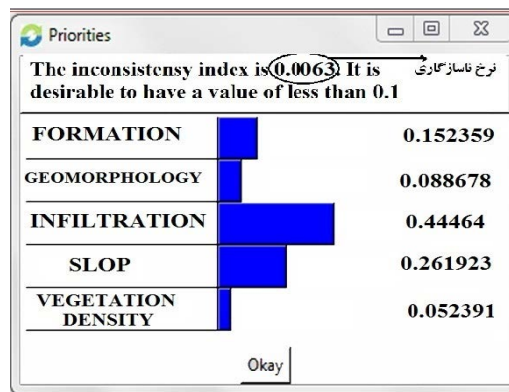 Priorities
The inconsistensy index is 0.0063. It is نرخ ناسازگاری
desirable to have a value of less than 0.1
FORMATION 0.152359
GEOMORPHOLOGY 0.088678
INFILTRATION 0.44464
SLOP 0.261923
VEGETATION
DENSITY 0.052391
Okay